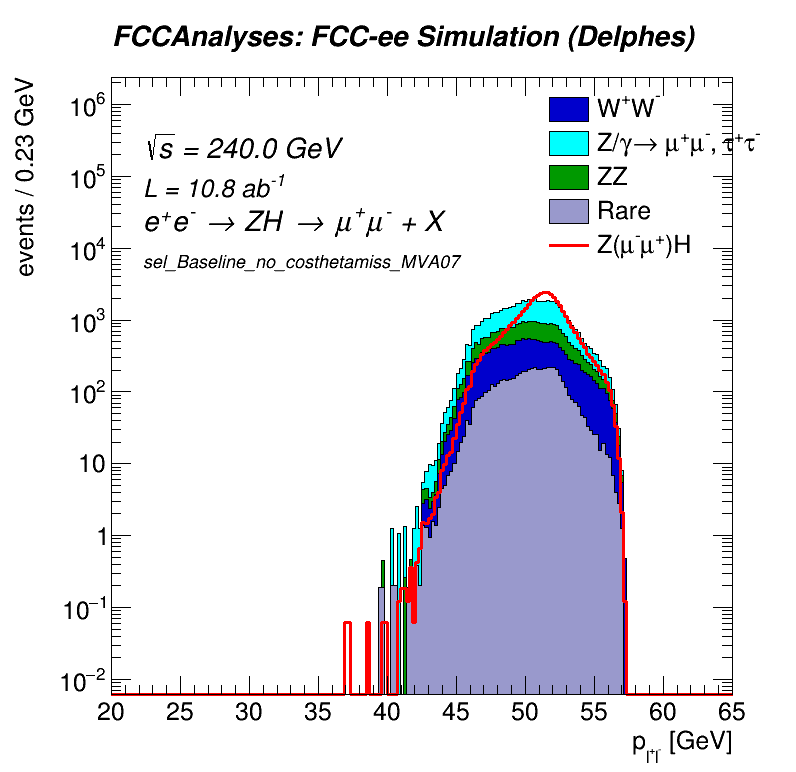 FCCAnalyses: FCC-ee Simulation (Delphes)
events / 0.23 GeV
10⁶
10⁵
10⁴
10³
10²
10
1
10⁻¹
10⁻²
√s = 240.0 GeV
L = 10.8 ab⁻¹
e⁺e⁻ → ZH → μ⁺μ⁻ + X
sel_Baseline_no_costhetamiss_MVA07
W⁺W⁻
Z/γ→ μ⁺μ⁻, τ⁺τ⁻
ZZ
Rare
Z(μ⁻μ⁺)H
20 25 30 35 40 45 50 55 60 65
p_l⁺l⁻ [GeV]